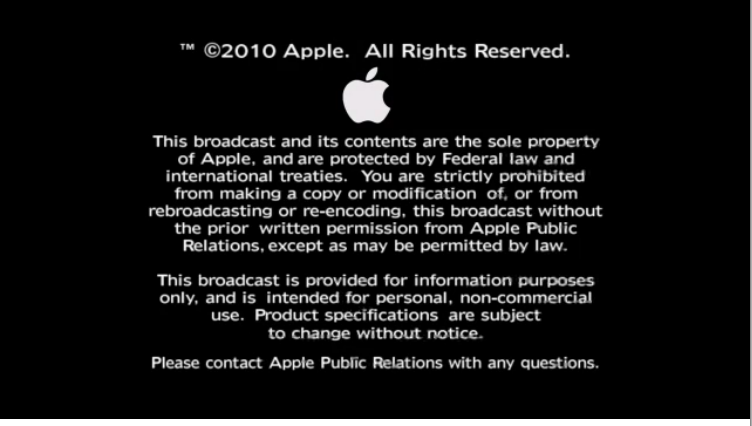 ™ ©2010 Apple. All Rights Reserved.
This broadcast and its contents are the sole property
of Apple, and are protected by Federal law and
international treaties. You are strictly prohibited
from making a copy or modification of, or from
rebroadcasting or re-encoding, this broadcast without
the prior written permission from Apple Public
Relations, except as may be permitted by law.
This broadcast is provided for information purposes
only, and is intended for personal, non-commercial
use. Product specifications are subject
to change without notice.
Please contact Apple Public Relations with any questions.